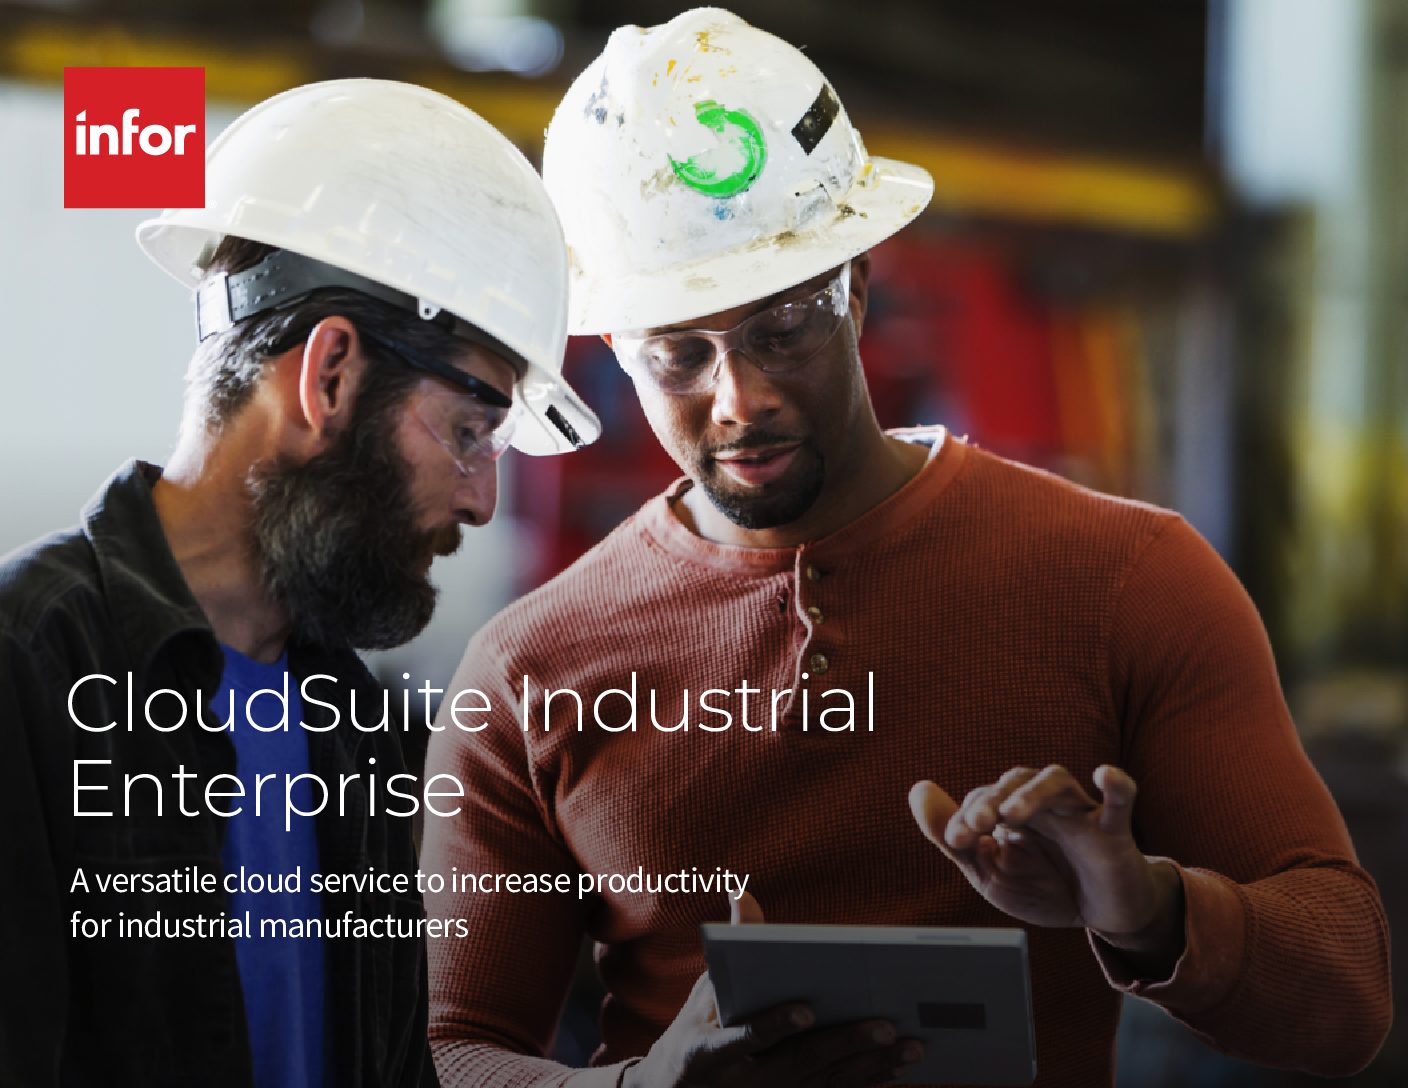 infor
CloudSuite Industrial
Enterprise
A versatile cloud service to increase productivity
for industrial manufacturers